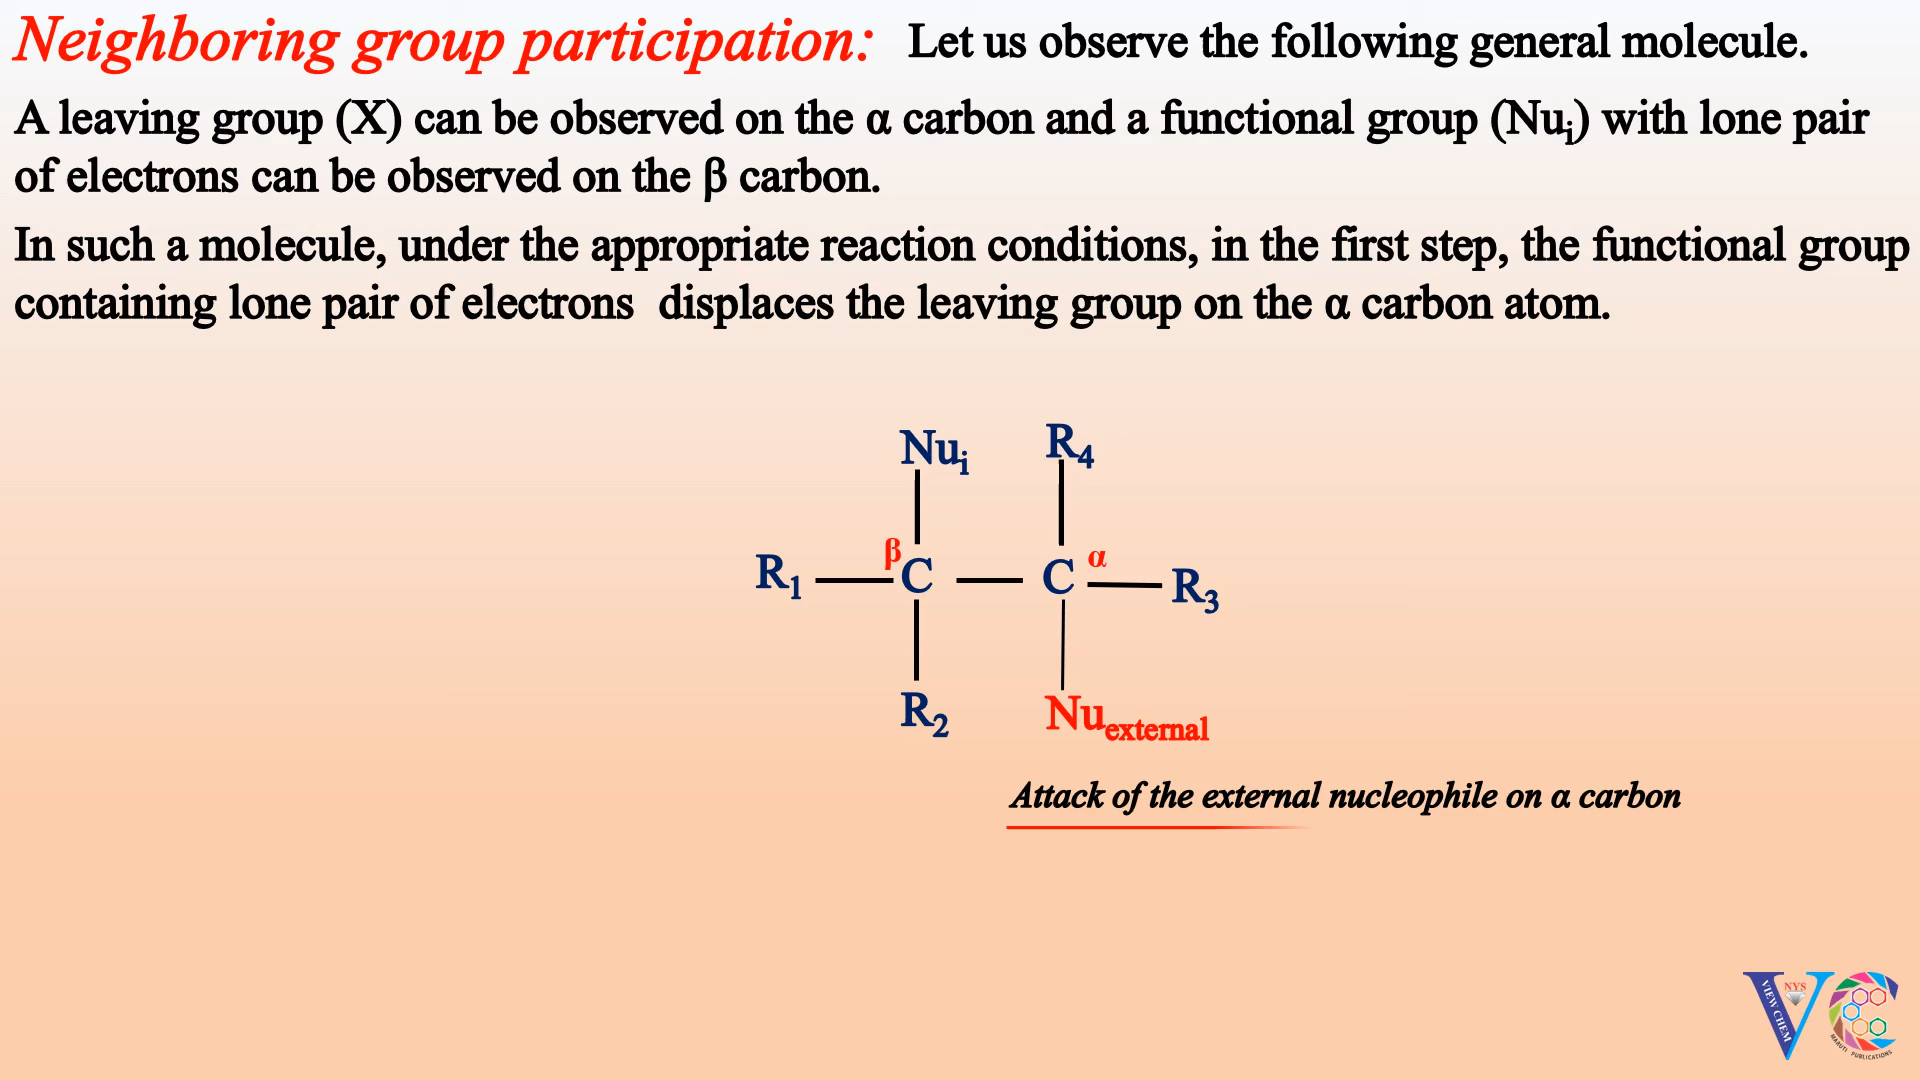 Neighboring group participation: Let us observe the following general molecule.
A leaving group (X) can be observed on the α carbon and a functional group (Nuᵢ) with lone pair
of electrons can be observed on the β carbon.
In such a molecule, under the appropriate reaction conditions, in the first step, the functional group
containing lone pair of electrons displaces the leaving group on the α carbon atom.
Nuᵢ R₄
R₁ β C C α R₃
R₂ Nu external
Attack of the external nucleophile on α carbon
VIEW CHEM
NYS
MARUTI PUBLICATIONS